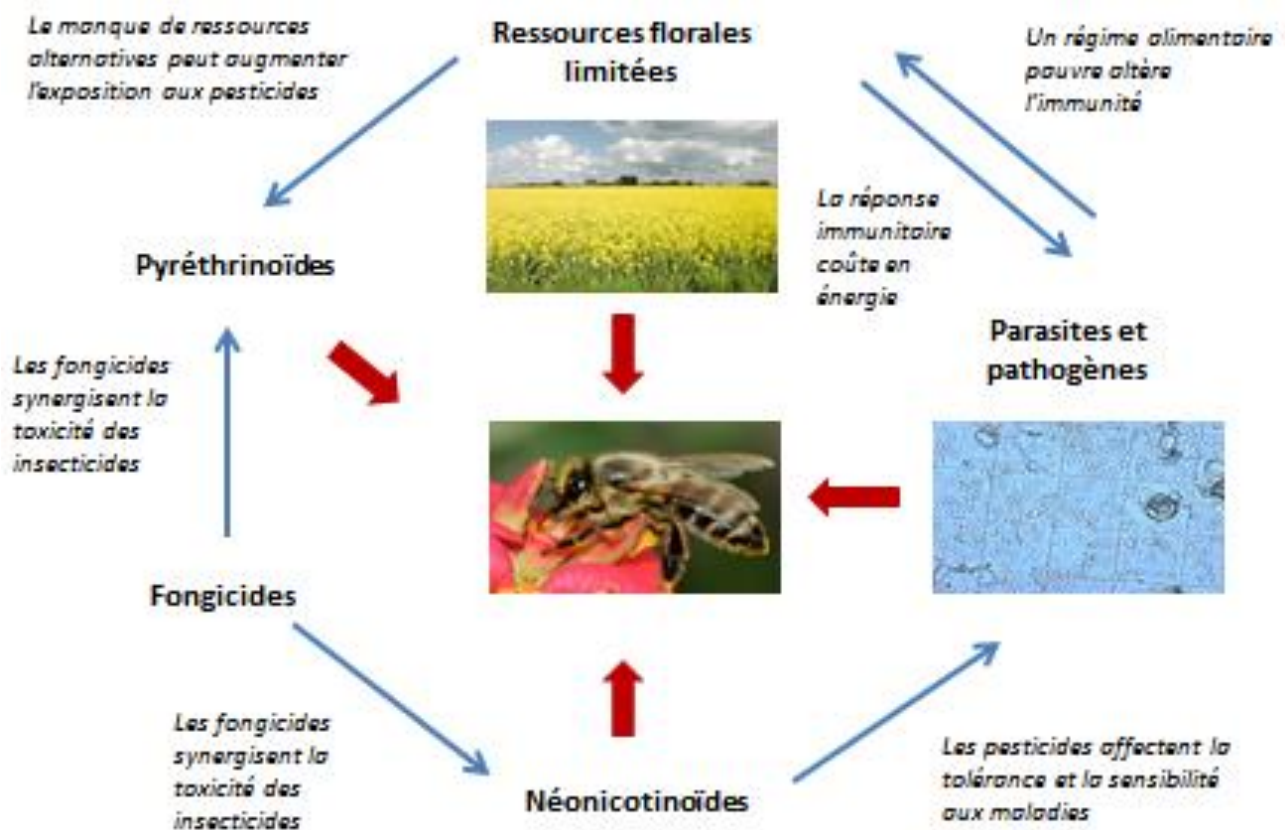 Le manque de ressources
alternatives peut augmenter
l'exposition aux pesticides
Ressources florales
limitées
Un régime alimentaire
pauvre altère
l'immunité
La réponse
immunitaire
coûte en
énergie
Pyréthrinoïdes
Parasites et
pathogènes
Les fongicides
synergisent la
toxicité des
insecticides
Fongicides
Les fongicides
synergisent la
toxicité des
insecticides
Néonicotinoïdes
Les pesticides affectent la
tolérance et la sensibilité
aux maladies